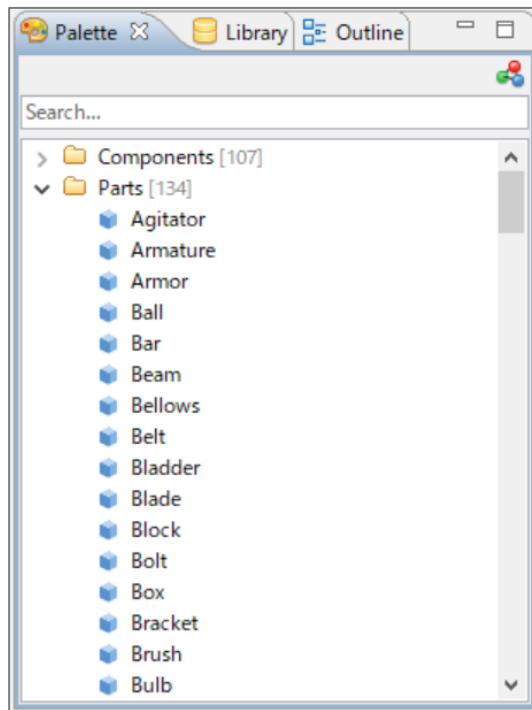 Palette Library Outline
Search...
Components [107]
Parts [134]
Agitator
Armature
Armor
Ball
Bar
Beam
Bellows
Belt
Bladder
Blade
Block
Bolt
Box
Bracket
Brush
Bulb